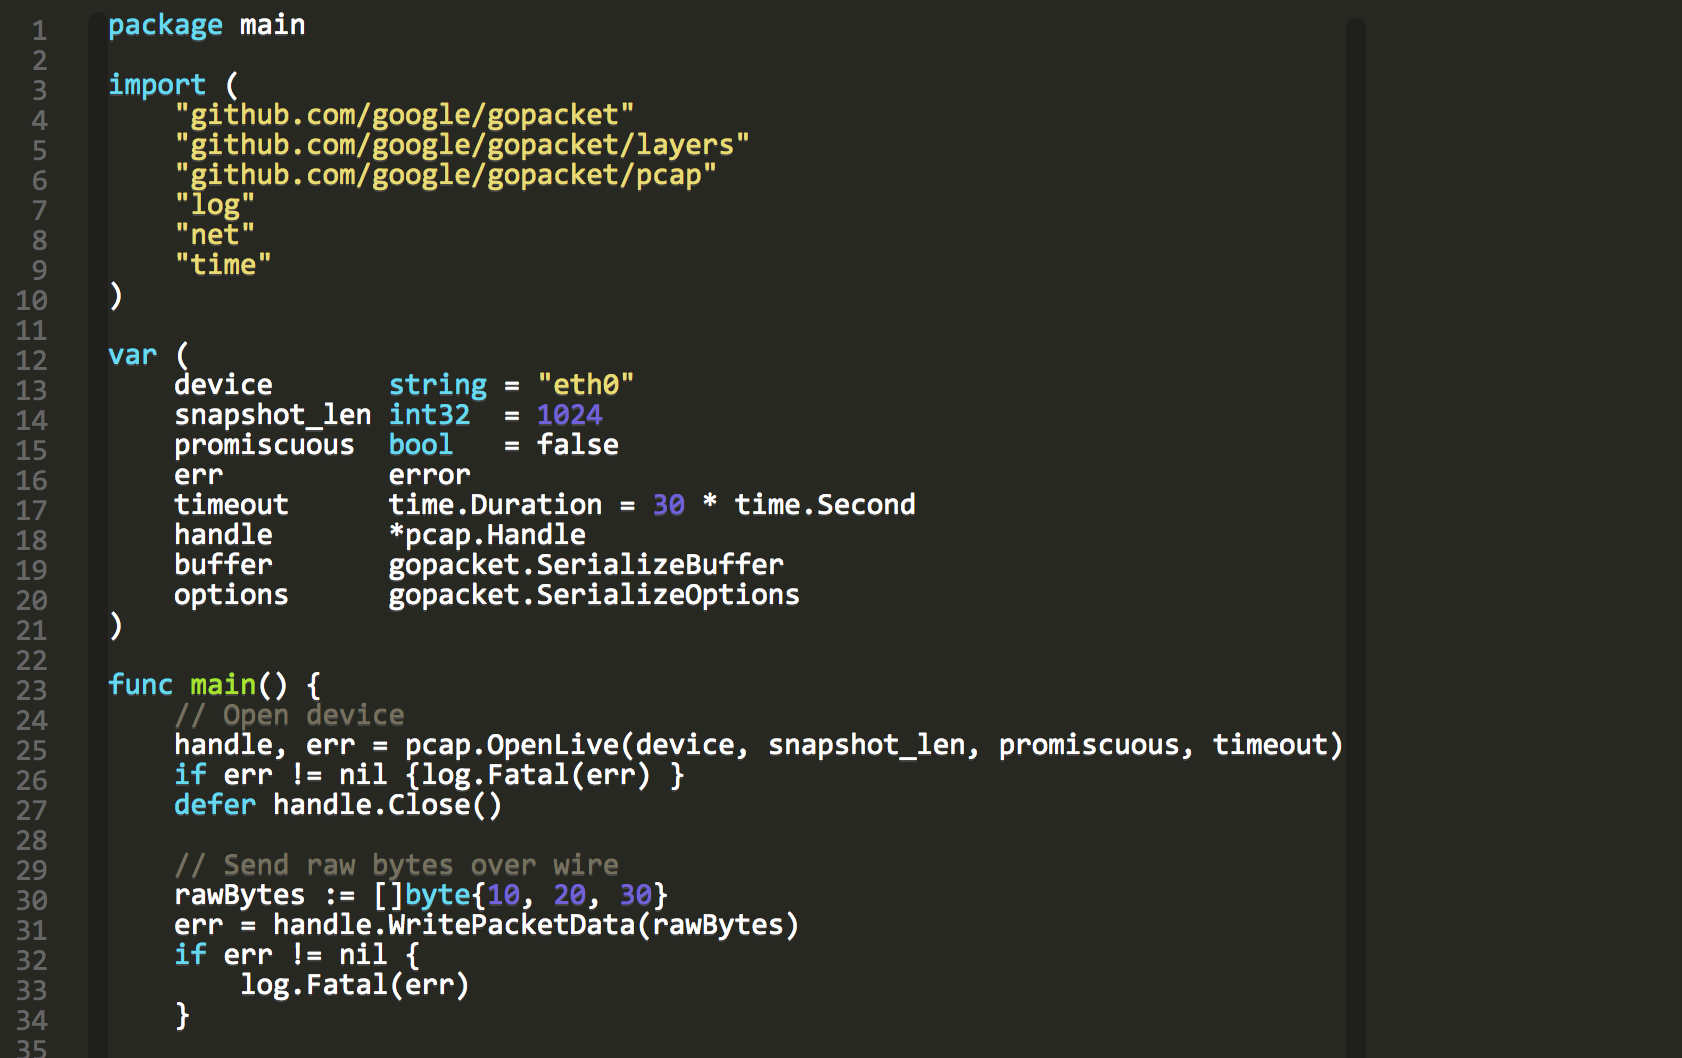 1 package main
2
3 import (
4     "github.com/google/gopacket"
5     "github.com/google/gopacket/layers"
6     "github.com/google/gopacket/pcap"
7     "log"
8     "net"
9     "time"
10 )
11
12 var (
13     device       string = "eth0"
14     snapshot_len int32  = 1024
15     promiscuous  bool   = false
16     err          error
17     timeout      time.Duration = 30 * time.Second
18     handle       *pcap.Handle
19     buffer       gopacket.SerializeBuffer
20     options      gopacket.SerializeOptions
21 )
22
23 func main() {
24     // Open device
25     handle, err = pcap.OpenLive(device, snapshot_len, promiscuous, timeout)
26     if err != nil {log.Fatal(err) }
27     defer handle.Close()
28
29     // Send raw bytes over wire
30     rawBytes := []byte{10, 20, 30}
31     err = handle.WritePacketData(rawBytes)
32     if err != nil {
33         log.Fatal(err)
34     }
35